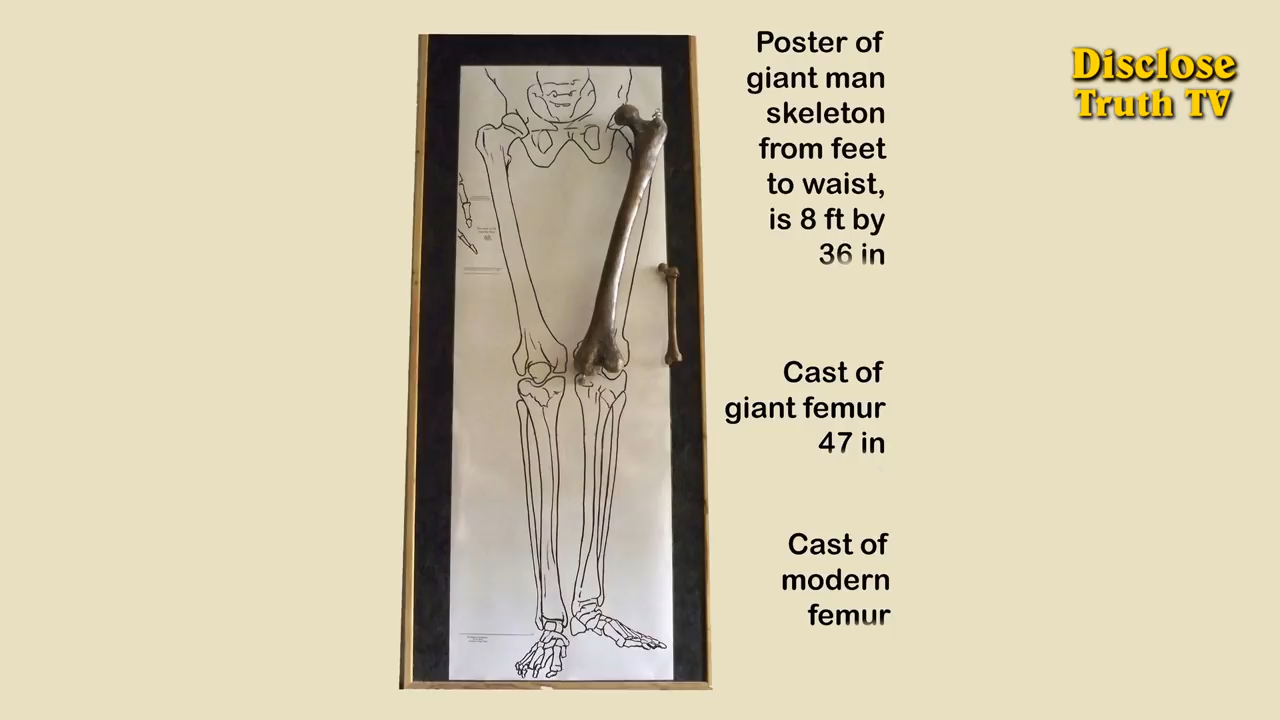 Poster of
giant man
skeleton
from feet
to waist,
is 8 ft by
36 in
Cast of
giant femur
47 in
Cast of
modern
femur
Disclose
Truth TV